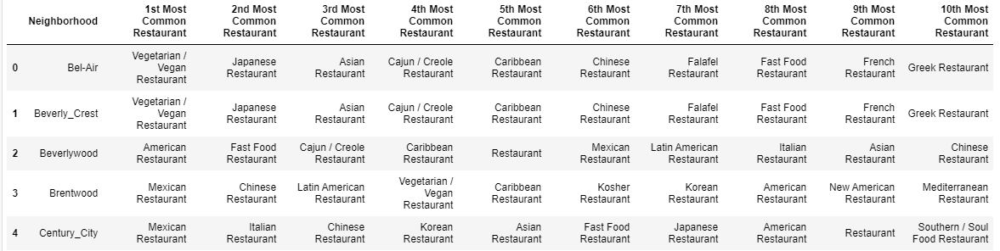 Neighborhood 1st Most Common Restaurant 2nd Most Common Restaurant 3rd Most Common Restaurant 4th Most Common Restaurant 5th Most Common Restaurant 6th Most Common Restaurant 7th Most Common Restaurant 8th Most Common Restaurant 9th Most Common Restaurant 10th Most Common Restaurant
0 Bel-Air Vegetarian / Vegan Restaurant Japanese Restaurant Asian Restaurant Cajun / Creole Restaurant Caribbean Restaurant Chinese Restaurant Falafel Restaurant Fast Food Restaurant French Restaurant Greek Restaurant
1 Beverly_Crest Vegetarian / Vegan Restaurant Japanese Restaurant Asian Restaurant Cajun / Creole Restaurant Caribbean Restaurant Chinese Restaurant Falafel Restaurant Fast Food Restaurant French Restaurant Greek Restaurant
2 Beverlywood American Restaurant Fast Food Restaurant Cajun / Creole Restaurant Caribbean Restaurant Restaurant Mexican Restaurant Latin American Restaurant Italian Restaurant Asian Restaurant Chinese Restaurant
3 Brentwood Mexican Restaurant Chinese Restaurant Latin American Restaurant Vegetarian / Vegan Restaurant Caribbean Restaurant Kosher Restaurant Korean Restaurant American Restaurant New American Restaurant Mediterranean Restaurant
4 Century_City Mexican Restaurant Italian Restaurant Chinese Restaurant Korean Restaurant Asian Restaurant Fast Food Restaurant Japanese Restaurant American Restaurant Restaurant Southern / Soul Food Restaurant